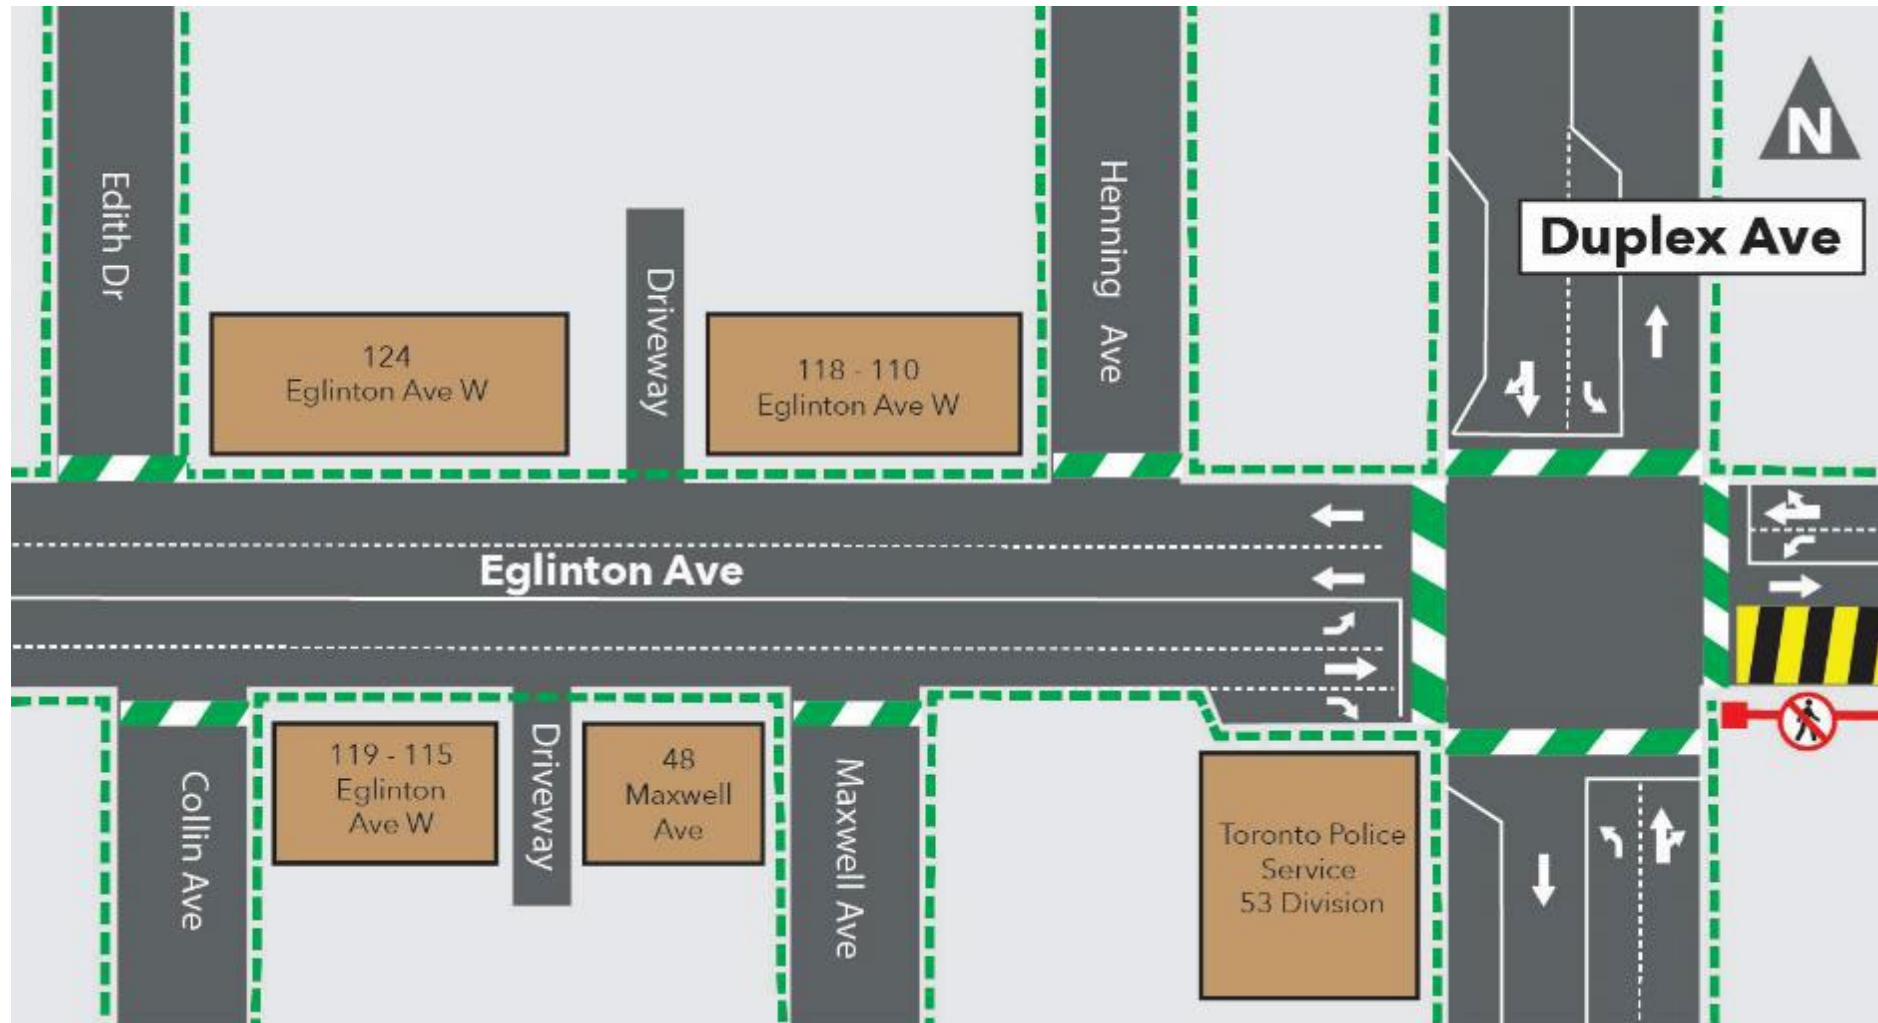 N
Duplex Ave
Edith Dr
Henning Ave
Driveway
124
Eglinton Ave W
118 - 110
Eglinton Ave W
Eglinton Ave
119 - 115
Eglinton
Ave W
Driveway
48
Maxwell
Ave
Collin Ave
Maxwell Ave
Toronto Police
Service
53 Division